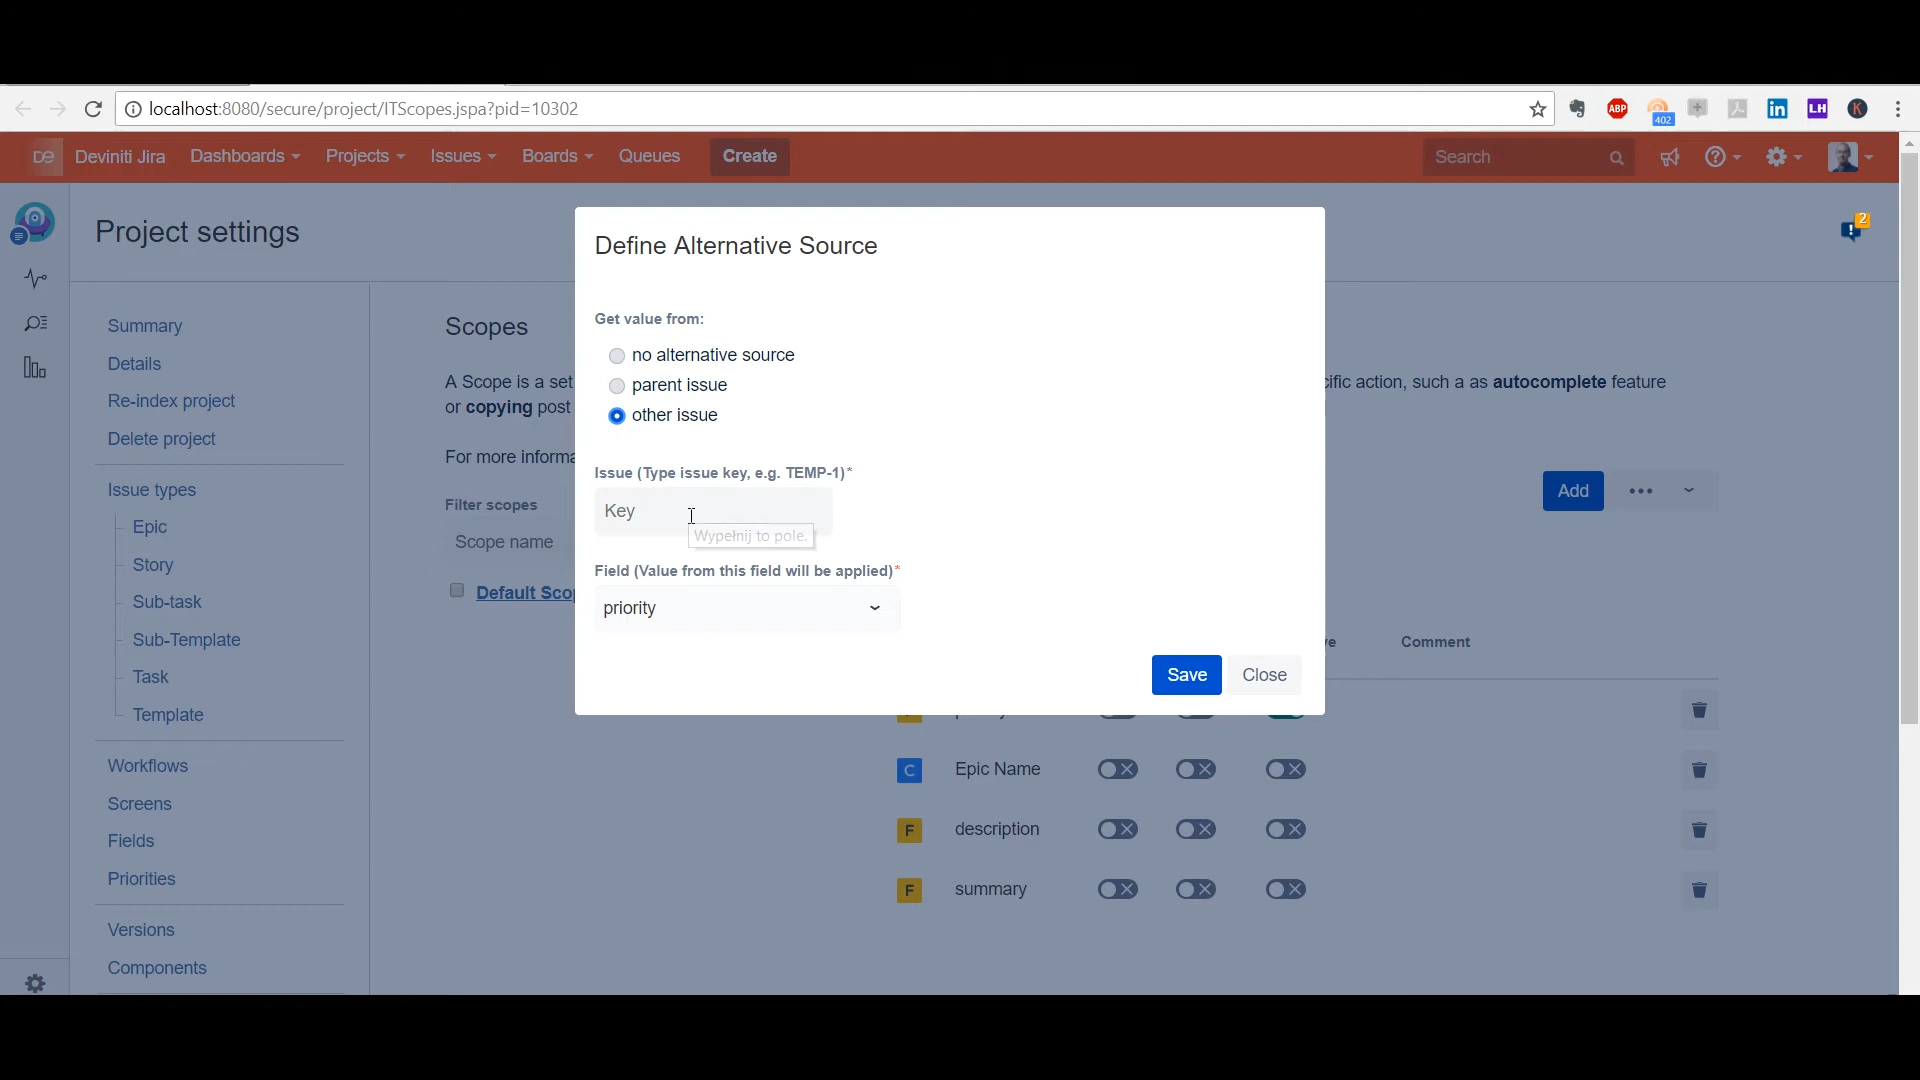 localhost:8080/secure/project/ITScopes.jspa?pid=10302
ABP
402
LH
K
Deviniti Jira
Dashboards
Projects
Issues
Boards
Queues
Create
Search
Project settings
2
Summary
Details
Re-index project
Delete project
Issue types
Epic
Story
Sub-task
Sub-Template
Task
Template
Workflows
Screens
Fields
Priorities
Versions
Components
Scopes
A Scope is a set
action, such a as autocomplete feature
or copying post
For more
Filter scopes
Scope name
Default
Add
Comment
Define Alternative Source
Get value from:
no alternative source
parent issue
other issue
Issue (Type issue key, e.g. TEMP-1)*
Key
Wypełnij to pole.
Field (Value from this field will be applied)*
priority
Save
Close
C Epic Name
F description
F summary